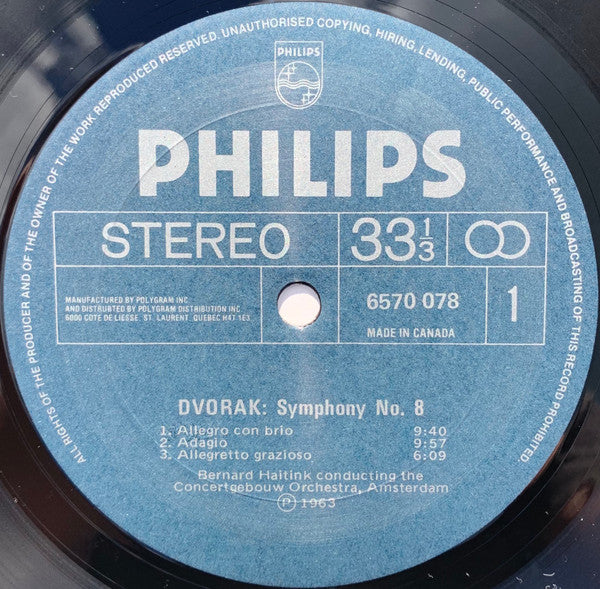 ALL RIGHTS OF THE PRODUCER AND OF THE OWNER OF THE WORK REPRODUCED RESERVED. UNAUTHORISED COPYING, HIRING, LENDING, PUBLIC PERFORMANCE AND BROADCASTING OF THIS RECORD PROHIBITED.
PHILIPS
PHILIPS
STEREO
33 1/3
6570 078
1
MANUFACTURED BY POLYGRAM INC
AND DISTRIBUTED BY POLYGRAM DISTRIBUTION INC
6000 COTE DE LIESSE, ST. LAURENT, QUEBEC H4T 1E3
MADE IN CANADA
DVORAK: Symphony No. 8
1. Allegro con brio 9:40
2. Adagio 9:57
3. Allegretto grazioso 6:09
Bernard Haitink conducting the
Concertgebouw Orchestra, Amsterdam
Ⓟ 1963